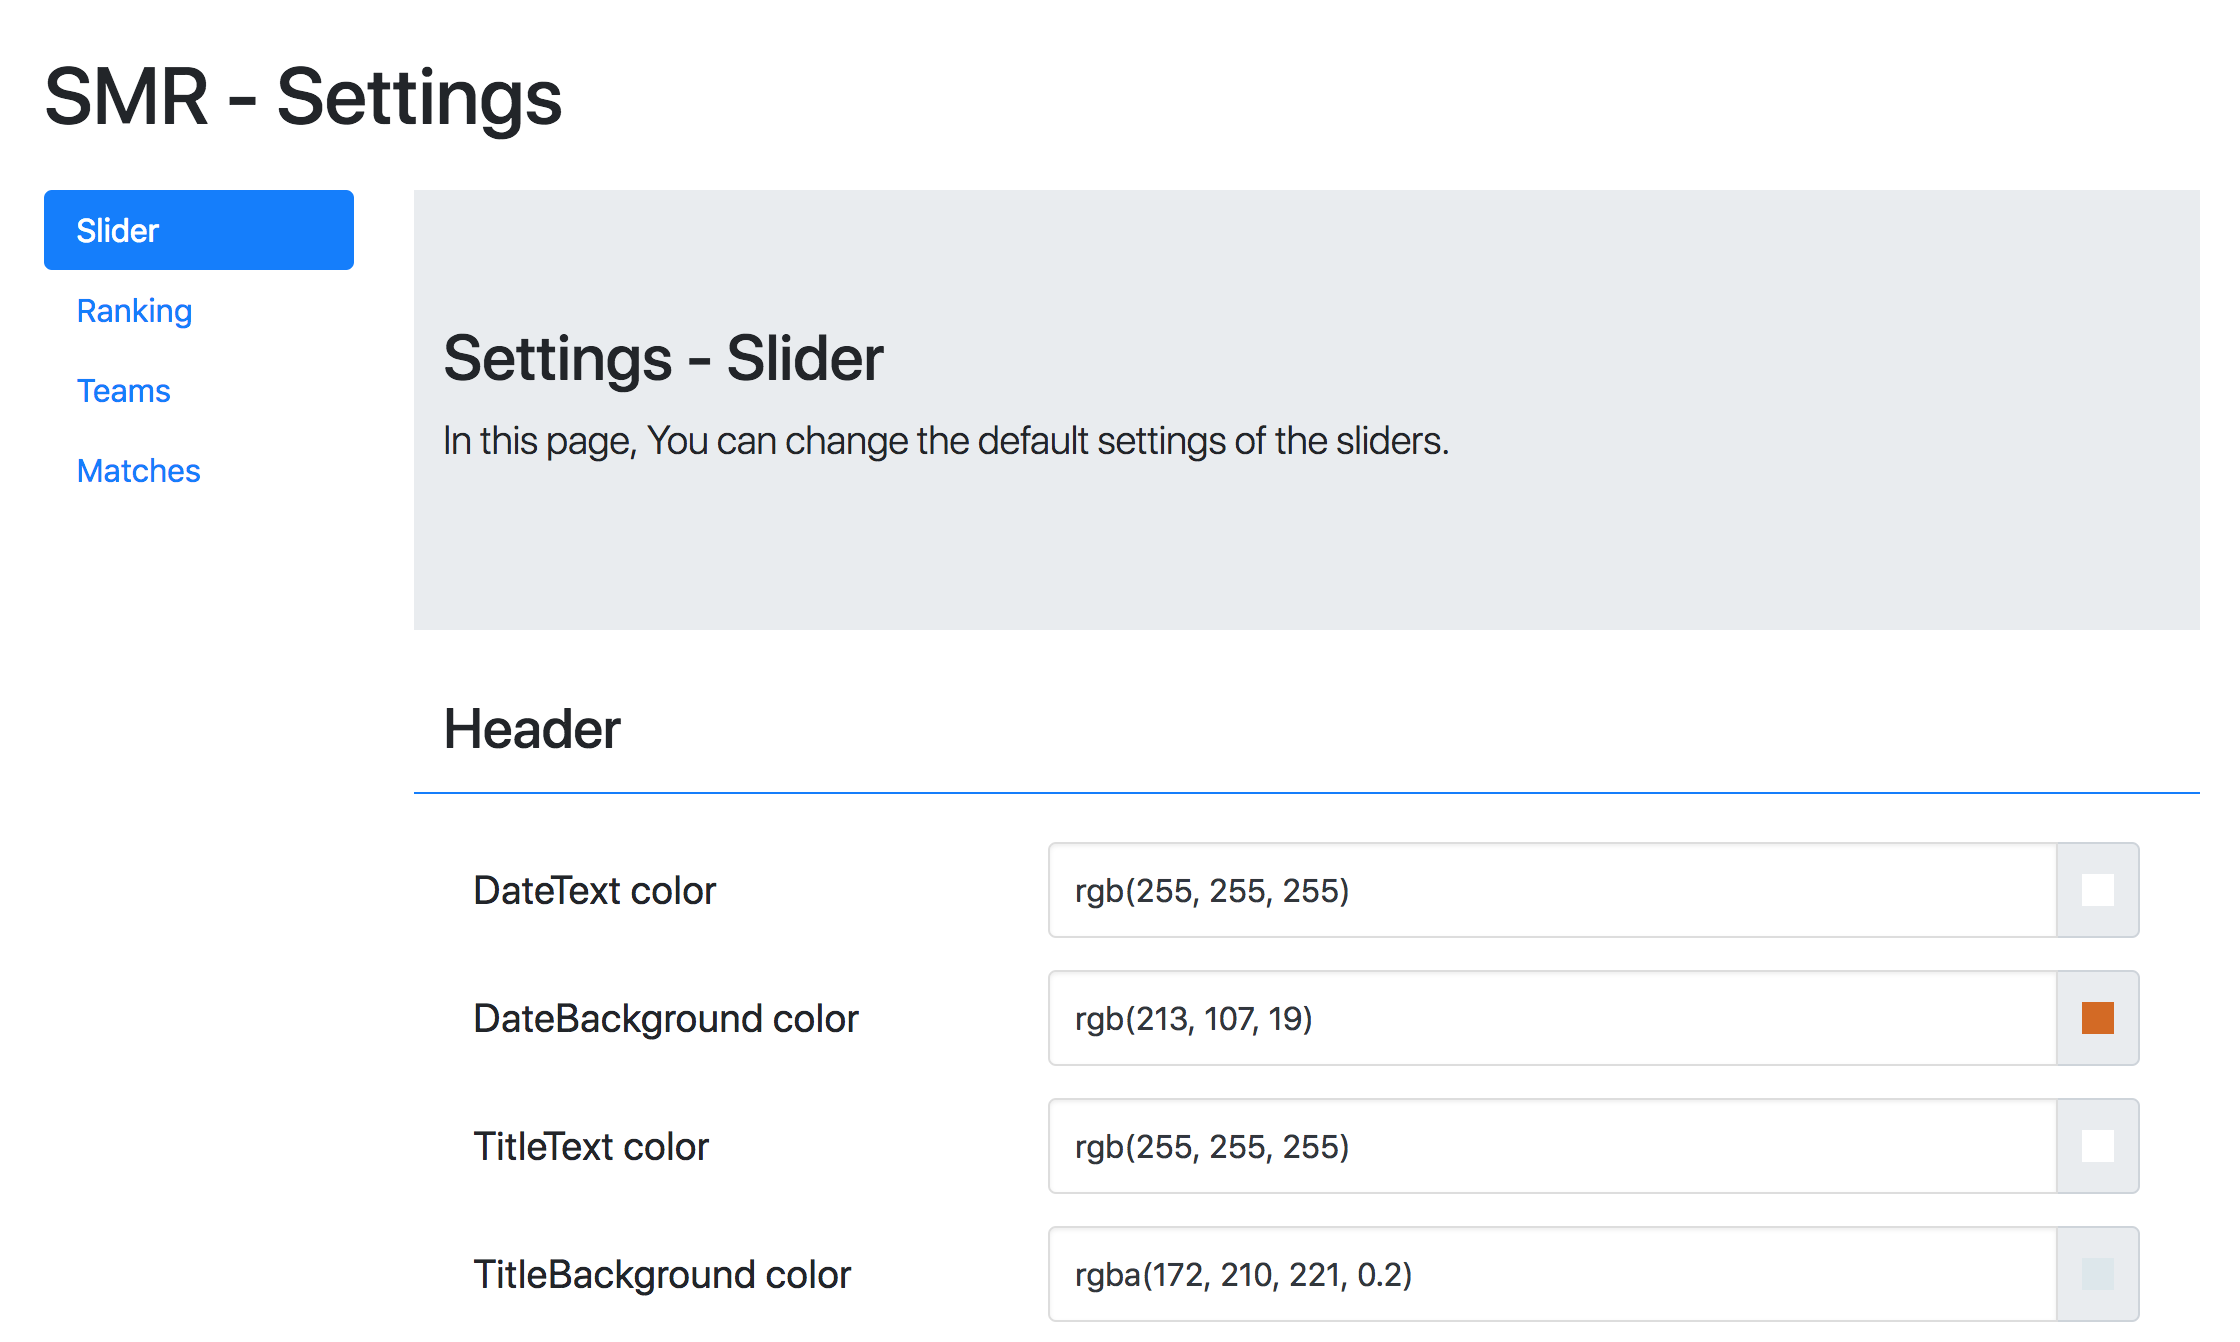 SMR - Settings
Slider
Ranking
Teams
Matches
Settings - Slider
In this page, You can change the default settings of the sliders.
Header
DateText color
rgb(255, 255, 255)
DateBackground color
rgb(213, 107, 19)
TitleText color
rgb(255, 255, 255)
TitleBackground color
rgba(172, 210, 221, 0.2)